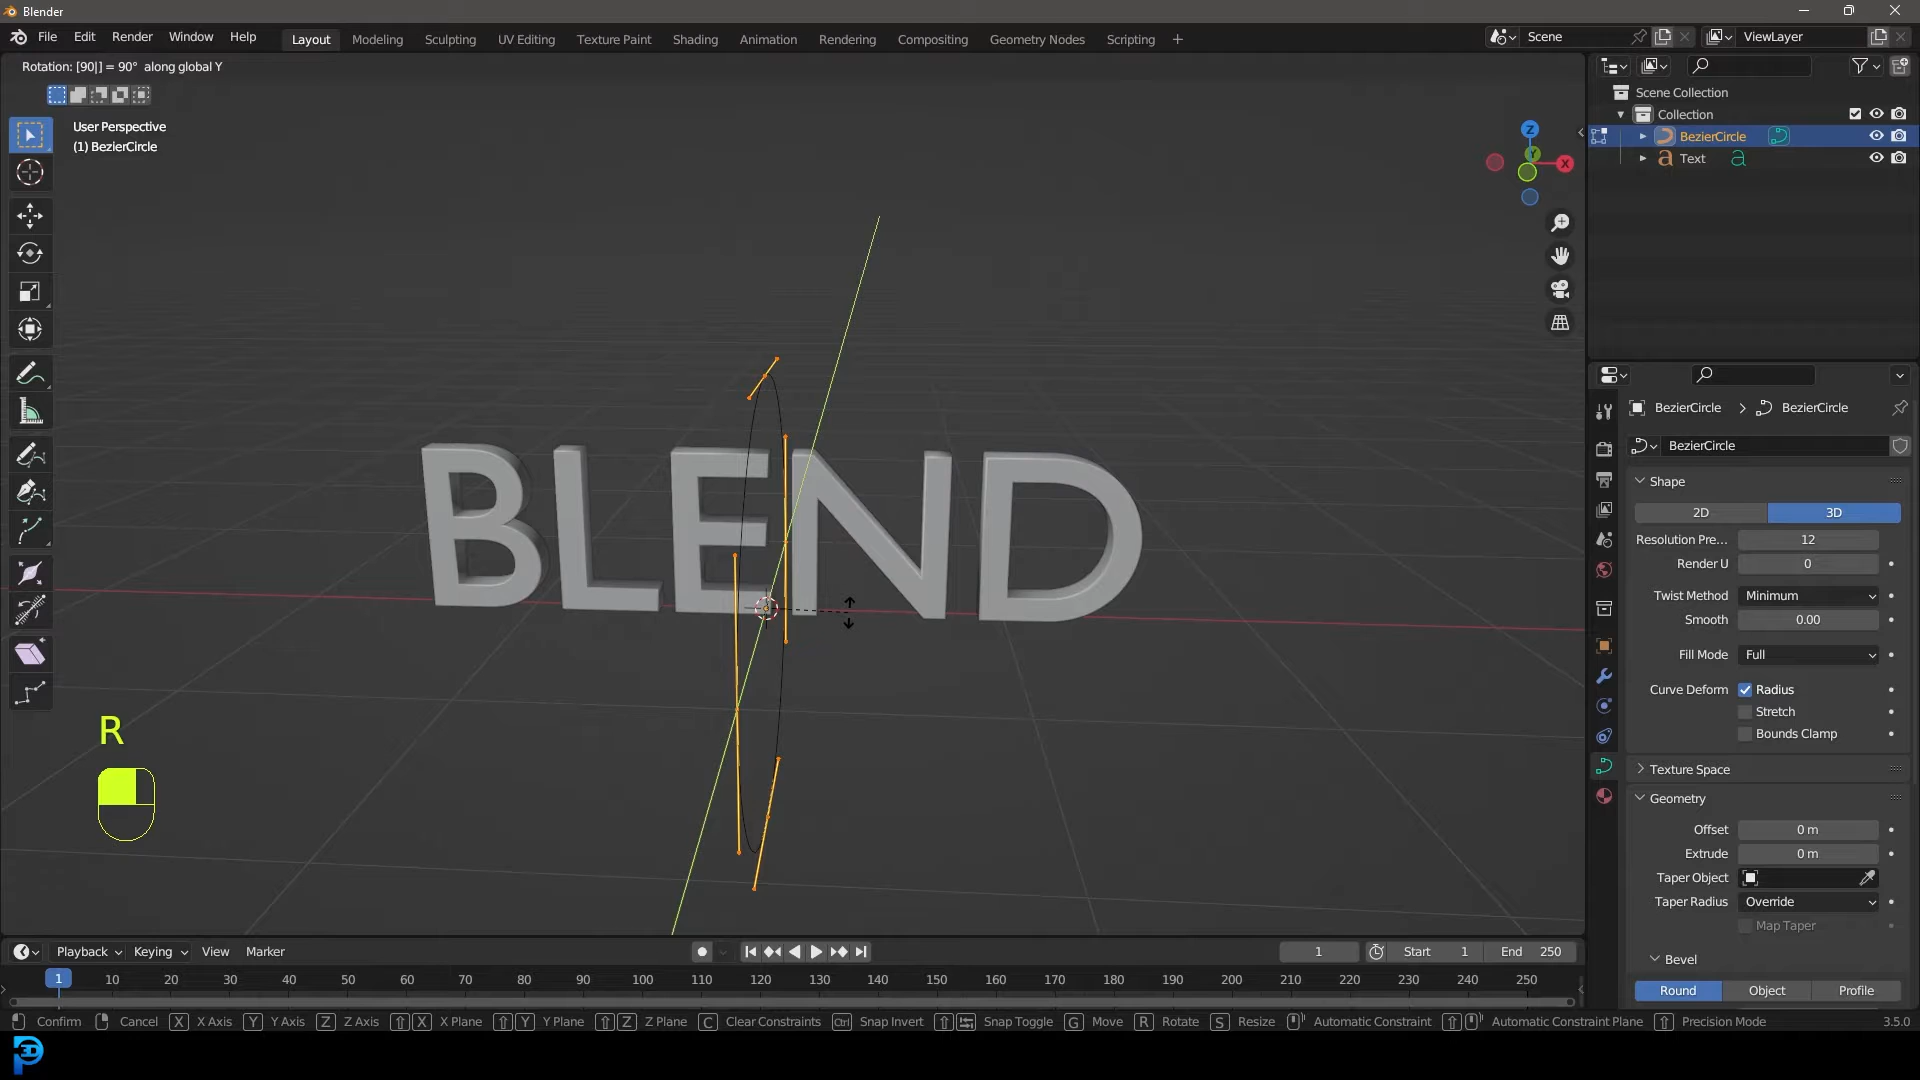 Blender
File Edit Render Window Help Layout Modeling Sculpting UV Editing Texture Paint Shading Animation Rendering Compositing Geometry Nodes Scripting + Scene ViewLayer
Rotation: [90|] = 90° along global Y
User Perspective
(1) BezierCircle
Scene Collection
Collection
BezierCircle
Text
Z
Y
X
BLEND
R
BezierCircle > BezierCircle
BezierCircle
Shape
2D 3D
Resolution Pre... 12
Render U 0
Twist Method Minimum
Smooth 0.00
Fill Mode Full
Curve Deform Radius
Stretch
Bounds Clamp
Texture Space
Geometry
Offset 0 m
Extrude 0 m
Taper Object
Taper Radius Override
Map Taper
Bevel
Round Object Profile
Playback Keying View Marker 1 Start 1 End 250
1 10 20 30 40 50 60 70 80 90 100 110 120 130 140 150 160 170 180 190 200 210 220 230 240 250
Confirm Cancel X X Axis Y Y Axis Z Z Axis X X Plane Y Y Plane Z Z Plane C Clear Constraints Ctrl Snap Invert Snap Toggle G Move R Rotate S Resize Automatic Constraint Automatic Constraint Plane Precision Mode 3.5.0
3D